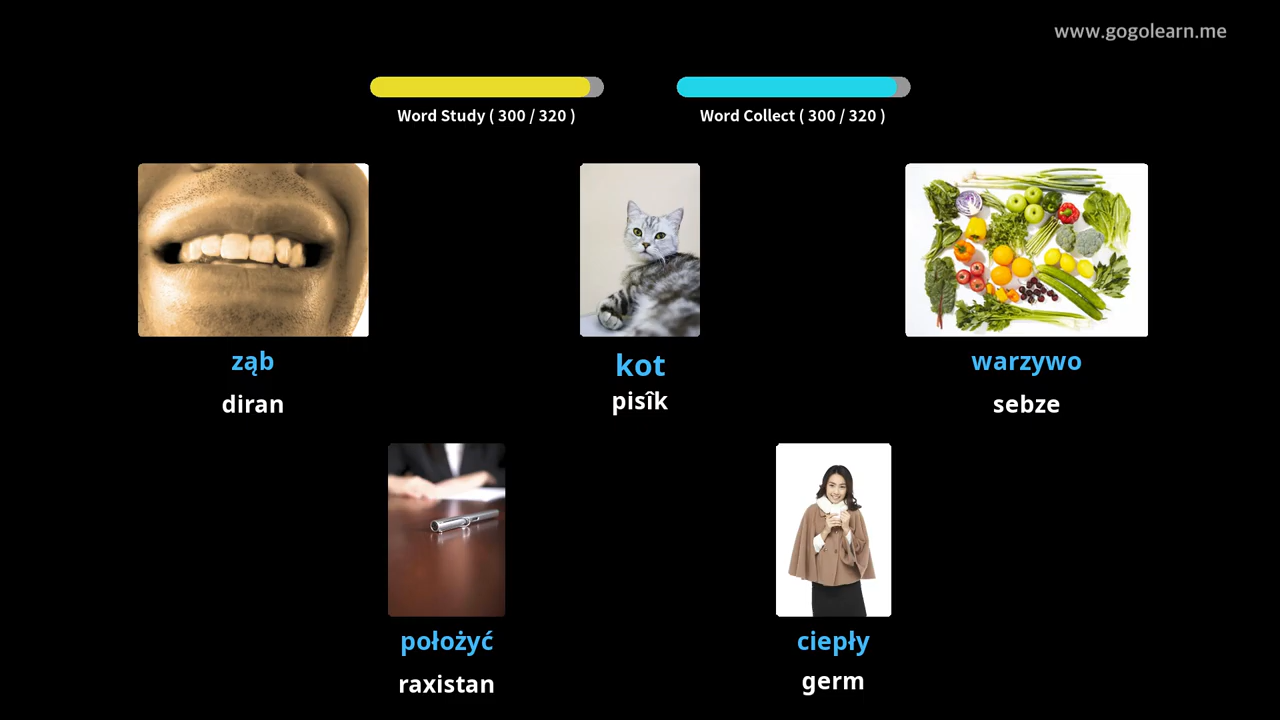 www.gogolearn.me
Word Study ( 300 / 320 )
Word Collect ( 300 / 320 )
ząb
kot
warzywo
diran
pisîk
sebze
położyć
ciepły
raxistan
germ